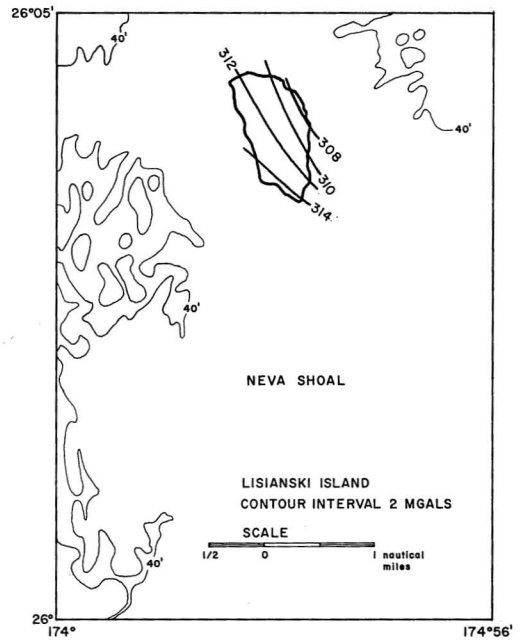 26°05'
40'
312
40'
308
310
314
40'
NEVA SHOAL
LISIANSKI ISLAND
CONTOUR INTERVAL 2 MGALS
SCALE
1/2 0 1 nautical
miles
40'
26°
174° 174°56'